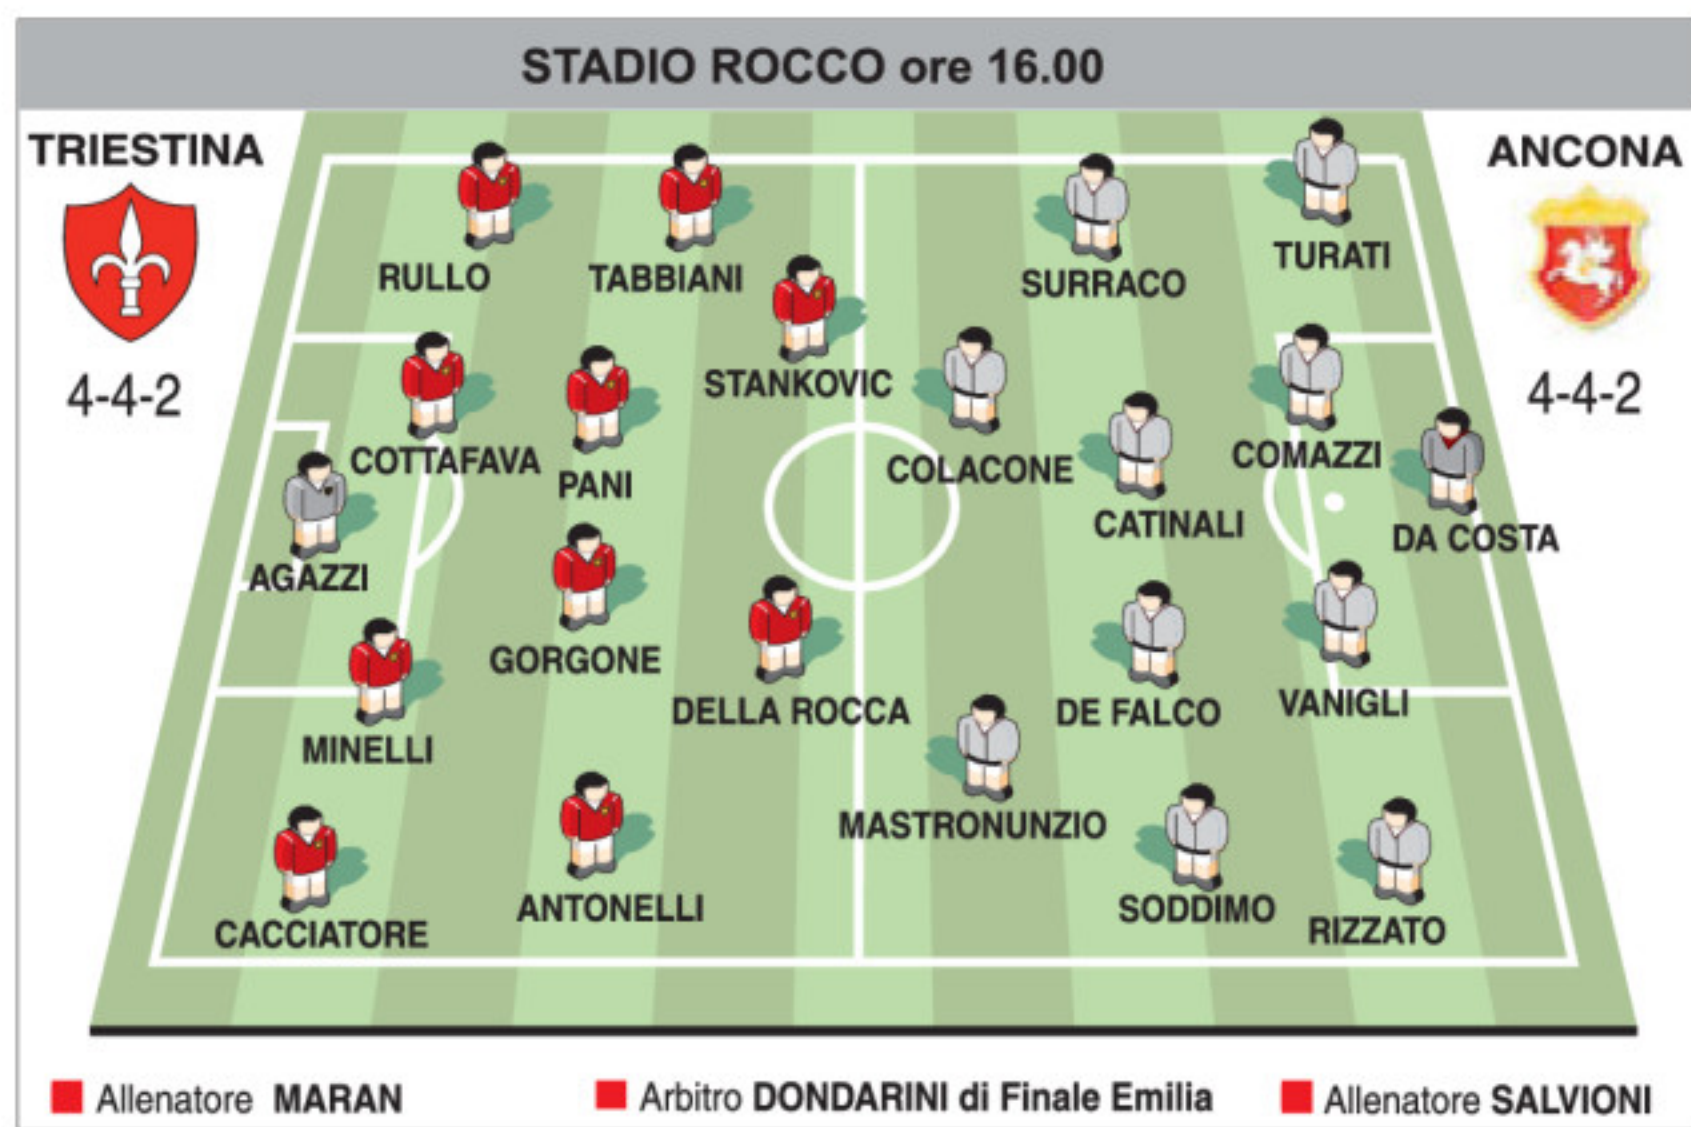 STADIO ROCCO ore 16.00
TRIESTINA
ANCONA
4-4-2
4-4-2
RULLO
TABBIANI
SURRACO
TURATI
STANKOVIC
COTTAFAVA
PANI
COLACONE
COMAZZI
CATINALI
DA COSTA
AGAZZI
GORGONE
DELLA ROCCA
DE FALCO
VANIGLI
MINELLI
MASTRONUNZIO
CACCIATORE
ANTONELLI
SODDIMO
RIZZATO
Allenatore MARAN
Arbitro DONDARINI di Finale Emilia
Allenatore SALVIONI